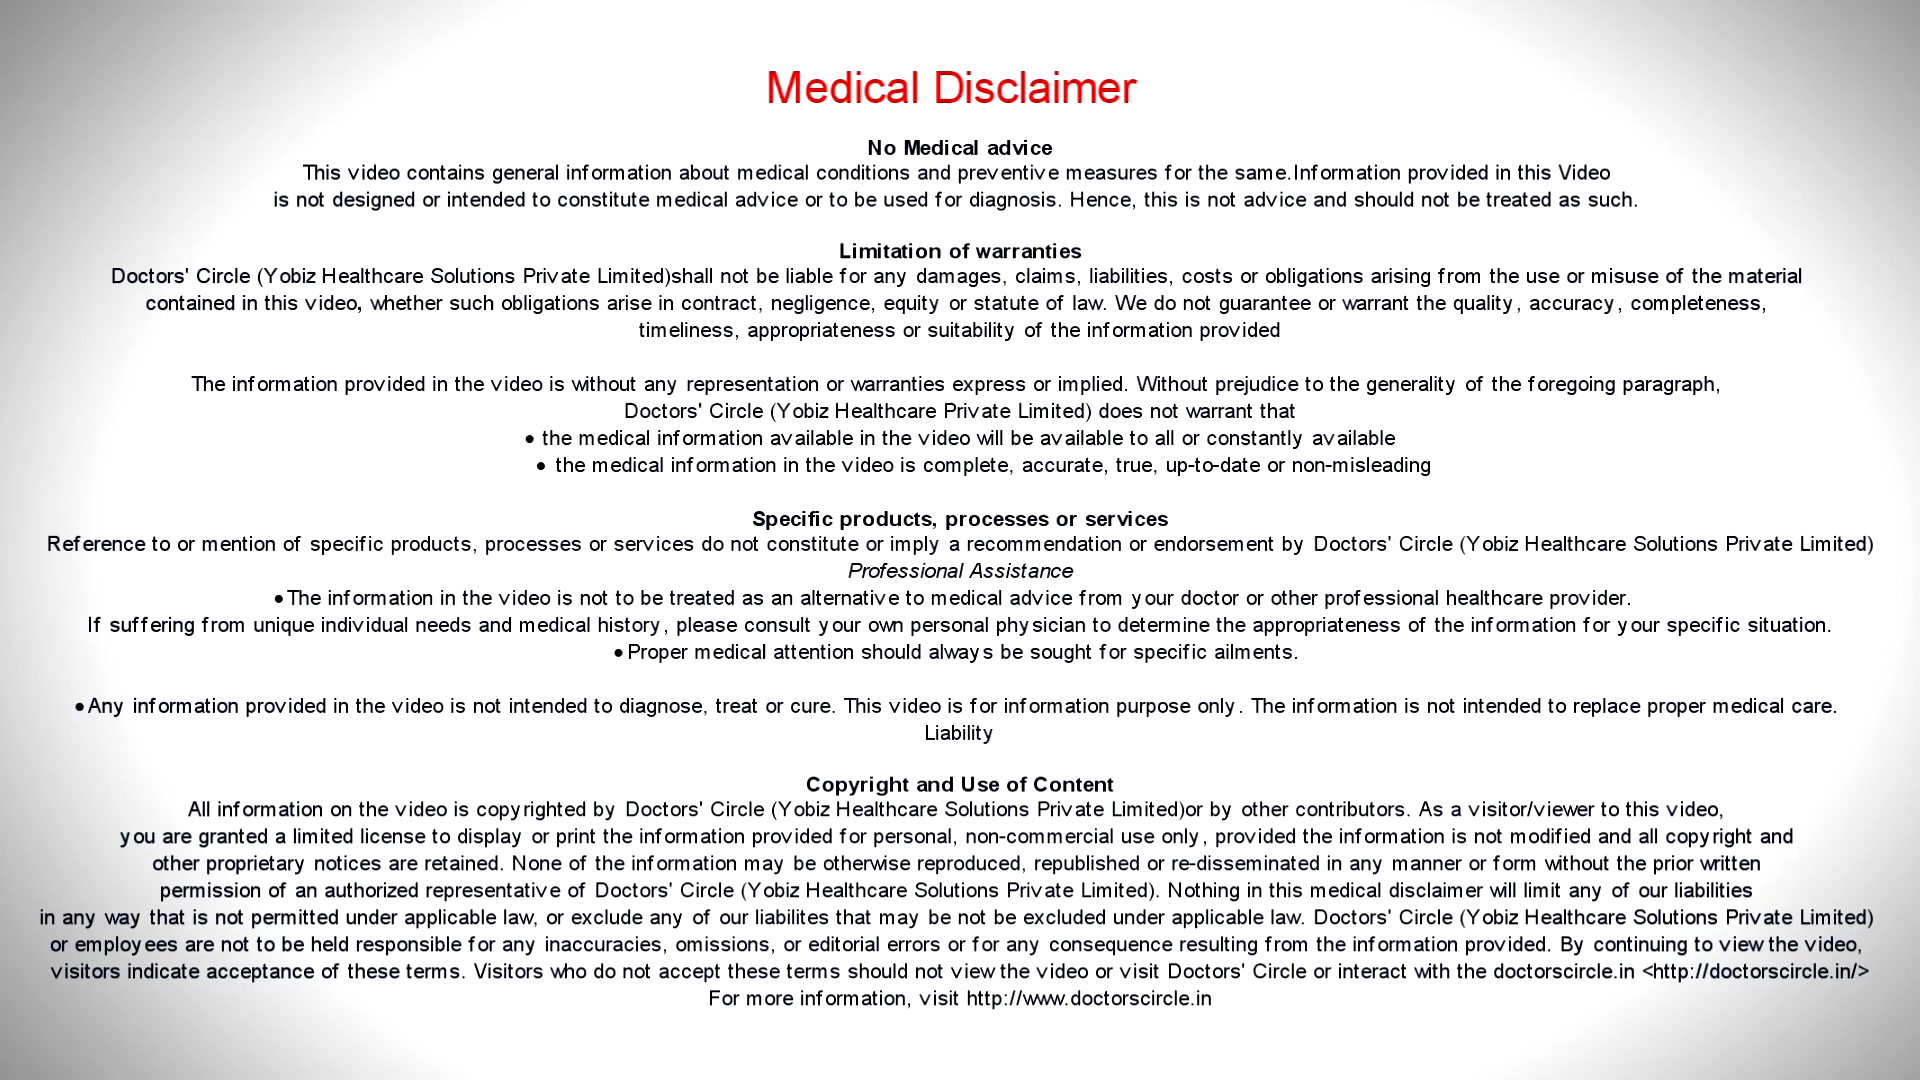 Medical Disclaimer
No Medical advice
This video contains general information about medical conditions and preventive measures for the same.Information provided in this Video
is not designed or intended to constitute medical advice or to be used for diagnosis. Hence, this is not advice and should not be treated as such.
Limitation of warranties
Doctors' Circle (Yobiz Healthcare Solutions Private Limited)shall not be liable for any damages, claims, liabilities, costs or obligations arising from the use or misuse of the material
contained in this video, whether such obligations arise in contract, negligence, equity or statute of law. We do not guarantee or warrant the quality, accuracy, completeness,
timeliness, appropriateness or suitability of the information provided
The information provided in the video is without any representation or warranties express or implied. Without prejudice to the generality of the foregoing paragraph,
Doctors' Circle (Yobiz Healthcare Private Limited) does not warrant that
• the medical information available in the video will be available to all or constantly available
• the medical information in the video is complete, accurate, true, up-to-date or non-misleading
Specific products, processes or services
Reference to or mention of specific products, processes or services do not constitute or imply a recommendation or endorsement by Doctors' Circle (Yobiz Healthcare Solutions Private Limited)
Professional Assistance
•The information in the video is not to be treated as an alternative to medical advice from your doctor or other professional healthcare provider.
If suffering from unique individual needs and medical history, please consult your own personal physician to determine the appropriateness of the information for your specific situation.
•Proper medical attention should always be sought for specific ailments.
•Any information provided in the video is not intended to diagnose, treat or cure. This video is for information purpose only. The information is not intended to replace proper medical care.
Liability
Copyright and Use of Content
All information on the video is copyrighted by Doctors' Circle (Yobiz Healthcare Solutions Private Limited)or by other contributors. As a visitor/viewer to this video,
you are granted a limited license to display or print the information provided for personal, non-commercial use only, provided the information is not modified and all copyright and
other proprietary notices are retained. None of the information may be otherwise reproduced, republished or re-disseminated in any manner or form without the prior written
permission of an authorized representative of Doctors' Circle (Yobiz Healthcare Solutions Private Limited). Nothing in this medical disclaimer will limit any of our liabilities
in any way that is not permitted under applicable law, or exclude any of our liabilites that may be not be excluded under applicable law. Doctors' Circle (Yobiz Healthcare Solutions Private Limited)
or employees are not to be held responsible for any inaccuracies, omissions, or editorial errors or for any consequence resulting from the information provided. By continuing to view the video,
visitors indicate acceptance of these terms. Visitors who do not accept these terms should not view the video or visit Doctors' Circle or interact with the doctorscircle.in <http://doctorscircle.in/>
For more information, visit http://www.doctorscircle.in